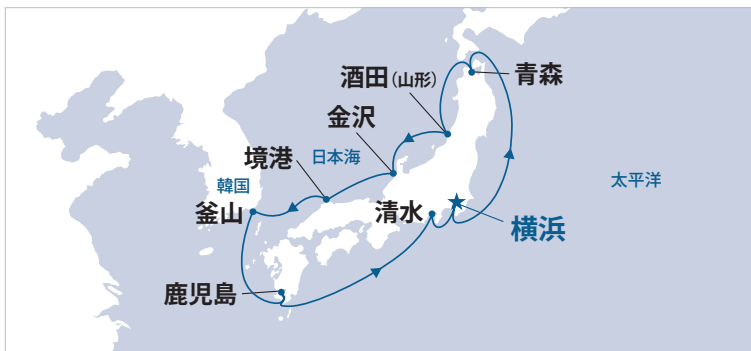 青森
酒田(山形)
金沢
日本海
境港
韓国
釜山
清水
太平洋
横浜
鹿児島